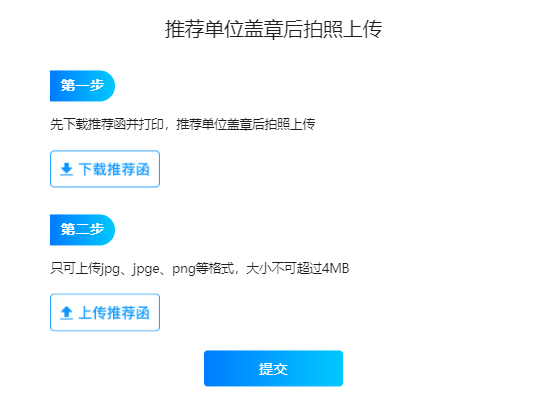 推荐单位盖章后拍照上传
第一步
先下载推荐函并打印，推荐单位盖章后拍照上传
下载推荐函
第二步
只可上传jpg、jpge、png等格式，大小不可超过4MB
上传推荐函
提交